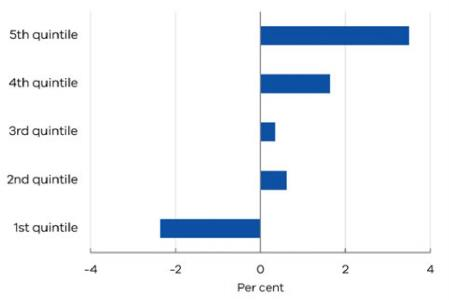 5th quintile
4th quintile
3rd quintile
2nd quintile
1st quintile
-4 -2 0 2 4
Per cent